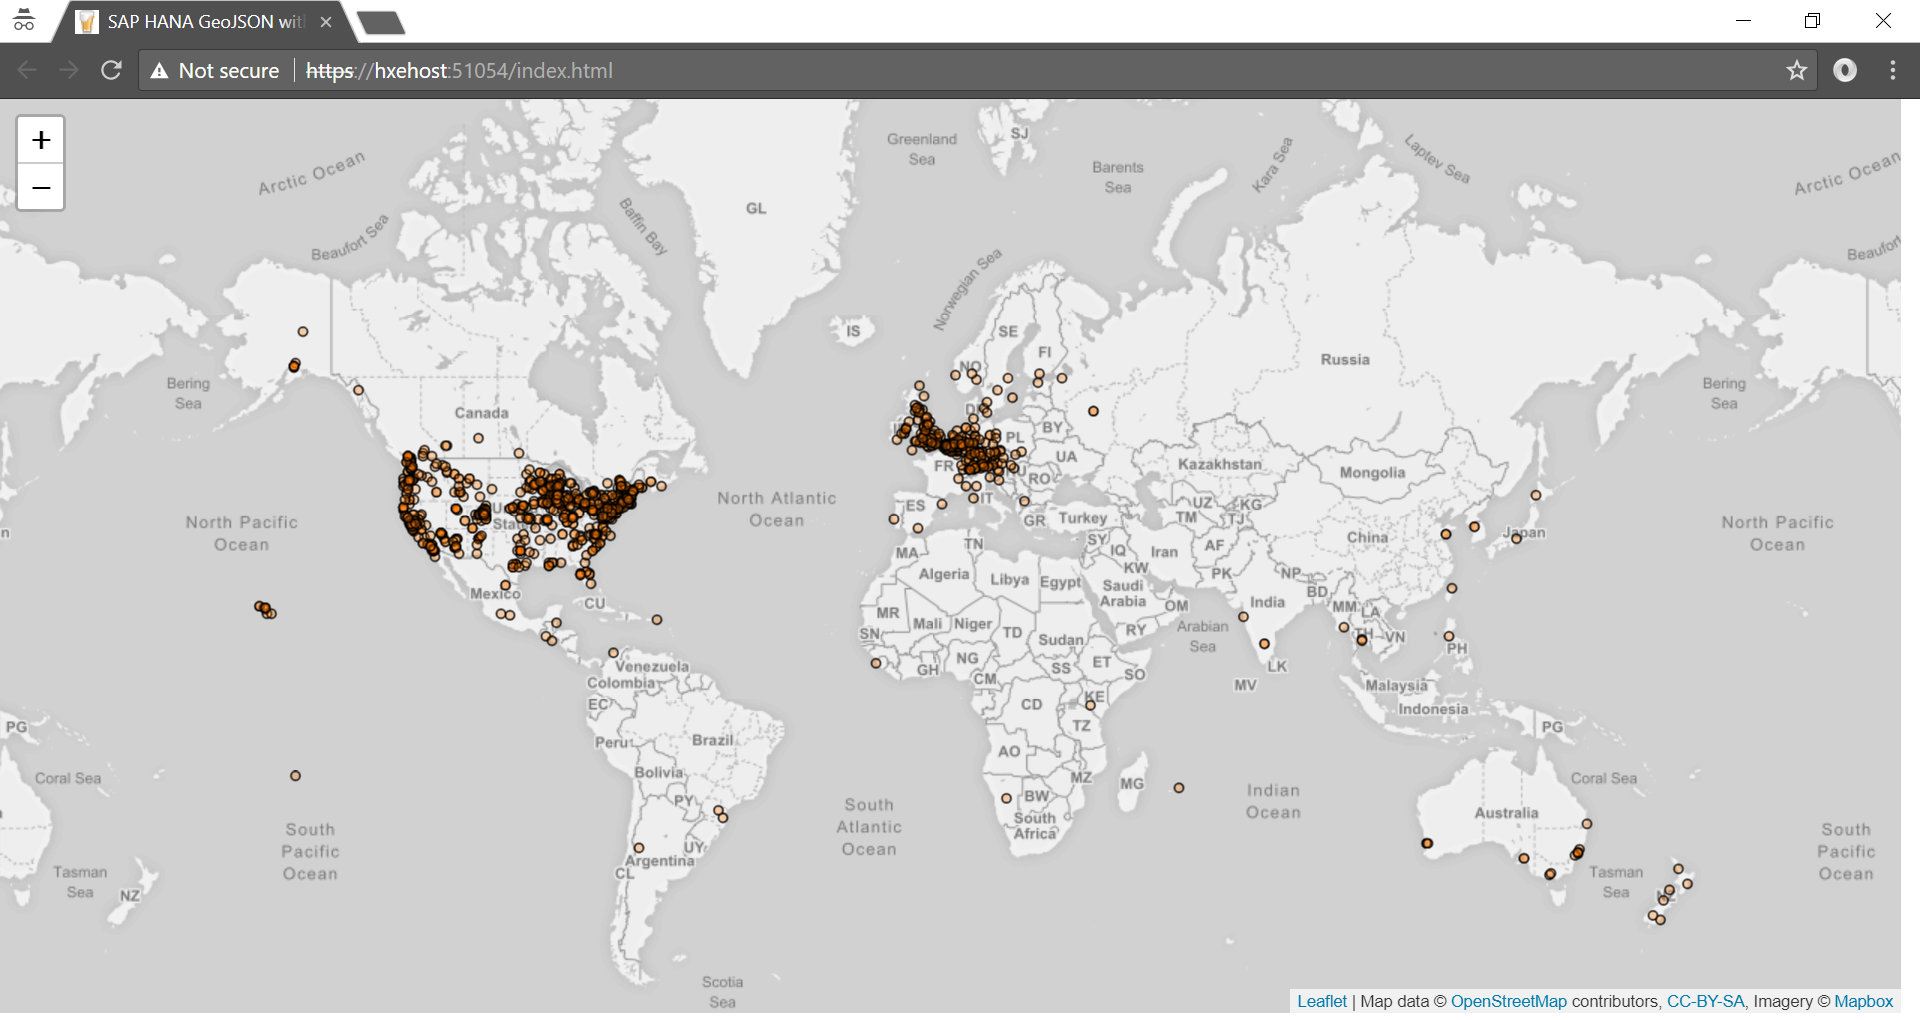 SAP HANA GeoJSON wit
Not secure https://hxehost:51054/index.html
+
−
Greenland
Sea
SJ
Barents
Sea
Kara Sea
Laptev Sea
Arctic Ocean
Arctic Ocean
Beaufort Sea
Baffin Bay
GL
Norwegian Sea
Beaufort
IS
SE
NO
FI
Russia
Bering
Sea
Bering
Sea
Canada
PL
BY
UA
FR
RO
Kazakhstan
Mongolia
North Atlantic
Ocean
ES
IT
GR
Turkey
UZ
KG
TM
TJ
North Pacific
Ocean
North Pacific
Ocean
n
China
Japan
MA
TN
SY
IQ
Iran
AF
KW
PK
NP
BD
Algeria
Libya
Egypt
Saudi
Arabia
OM
India
MM
LA
TH
VN
Mexico
CU
MR
Mali
Niger
TD
Sudan
RY
Arabian
Sea
SN
GH
NG
CM
SS
ET
SO
LK
PH
MV
Venezuela
Colombia
EC
CD
KE
TZ
Malaysia
Indonesia
PG
PG
Peru
Brazil
AO
Bolivia
MZ
MG
Coral Sea
Coral Sea
PY
BW
Indian
Ocean
South
Atlantic
Ocean
South
Africa
Australia
South
Pacific
Ocean
South
Pacific
Ocean
UY
Argentina
CL
Tasman
Sea
NZ
Tasman
Sea
NZ
Scotia
Sea
Leaflet | Map data © OpenStreetMap contributors, CC-BY-SA, Imagery © Mapbox